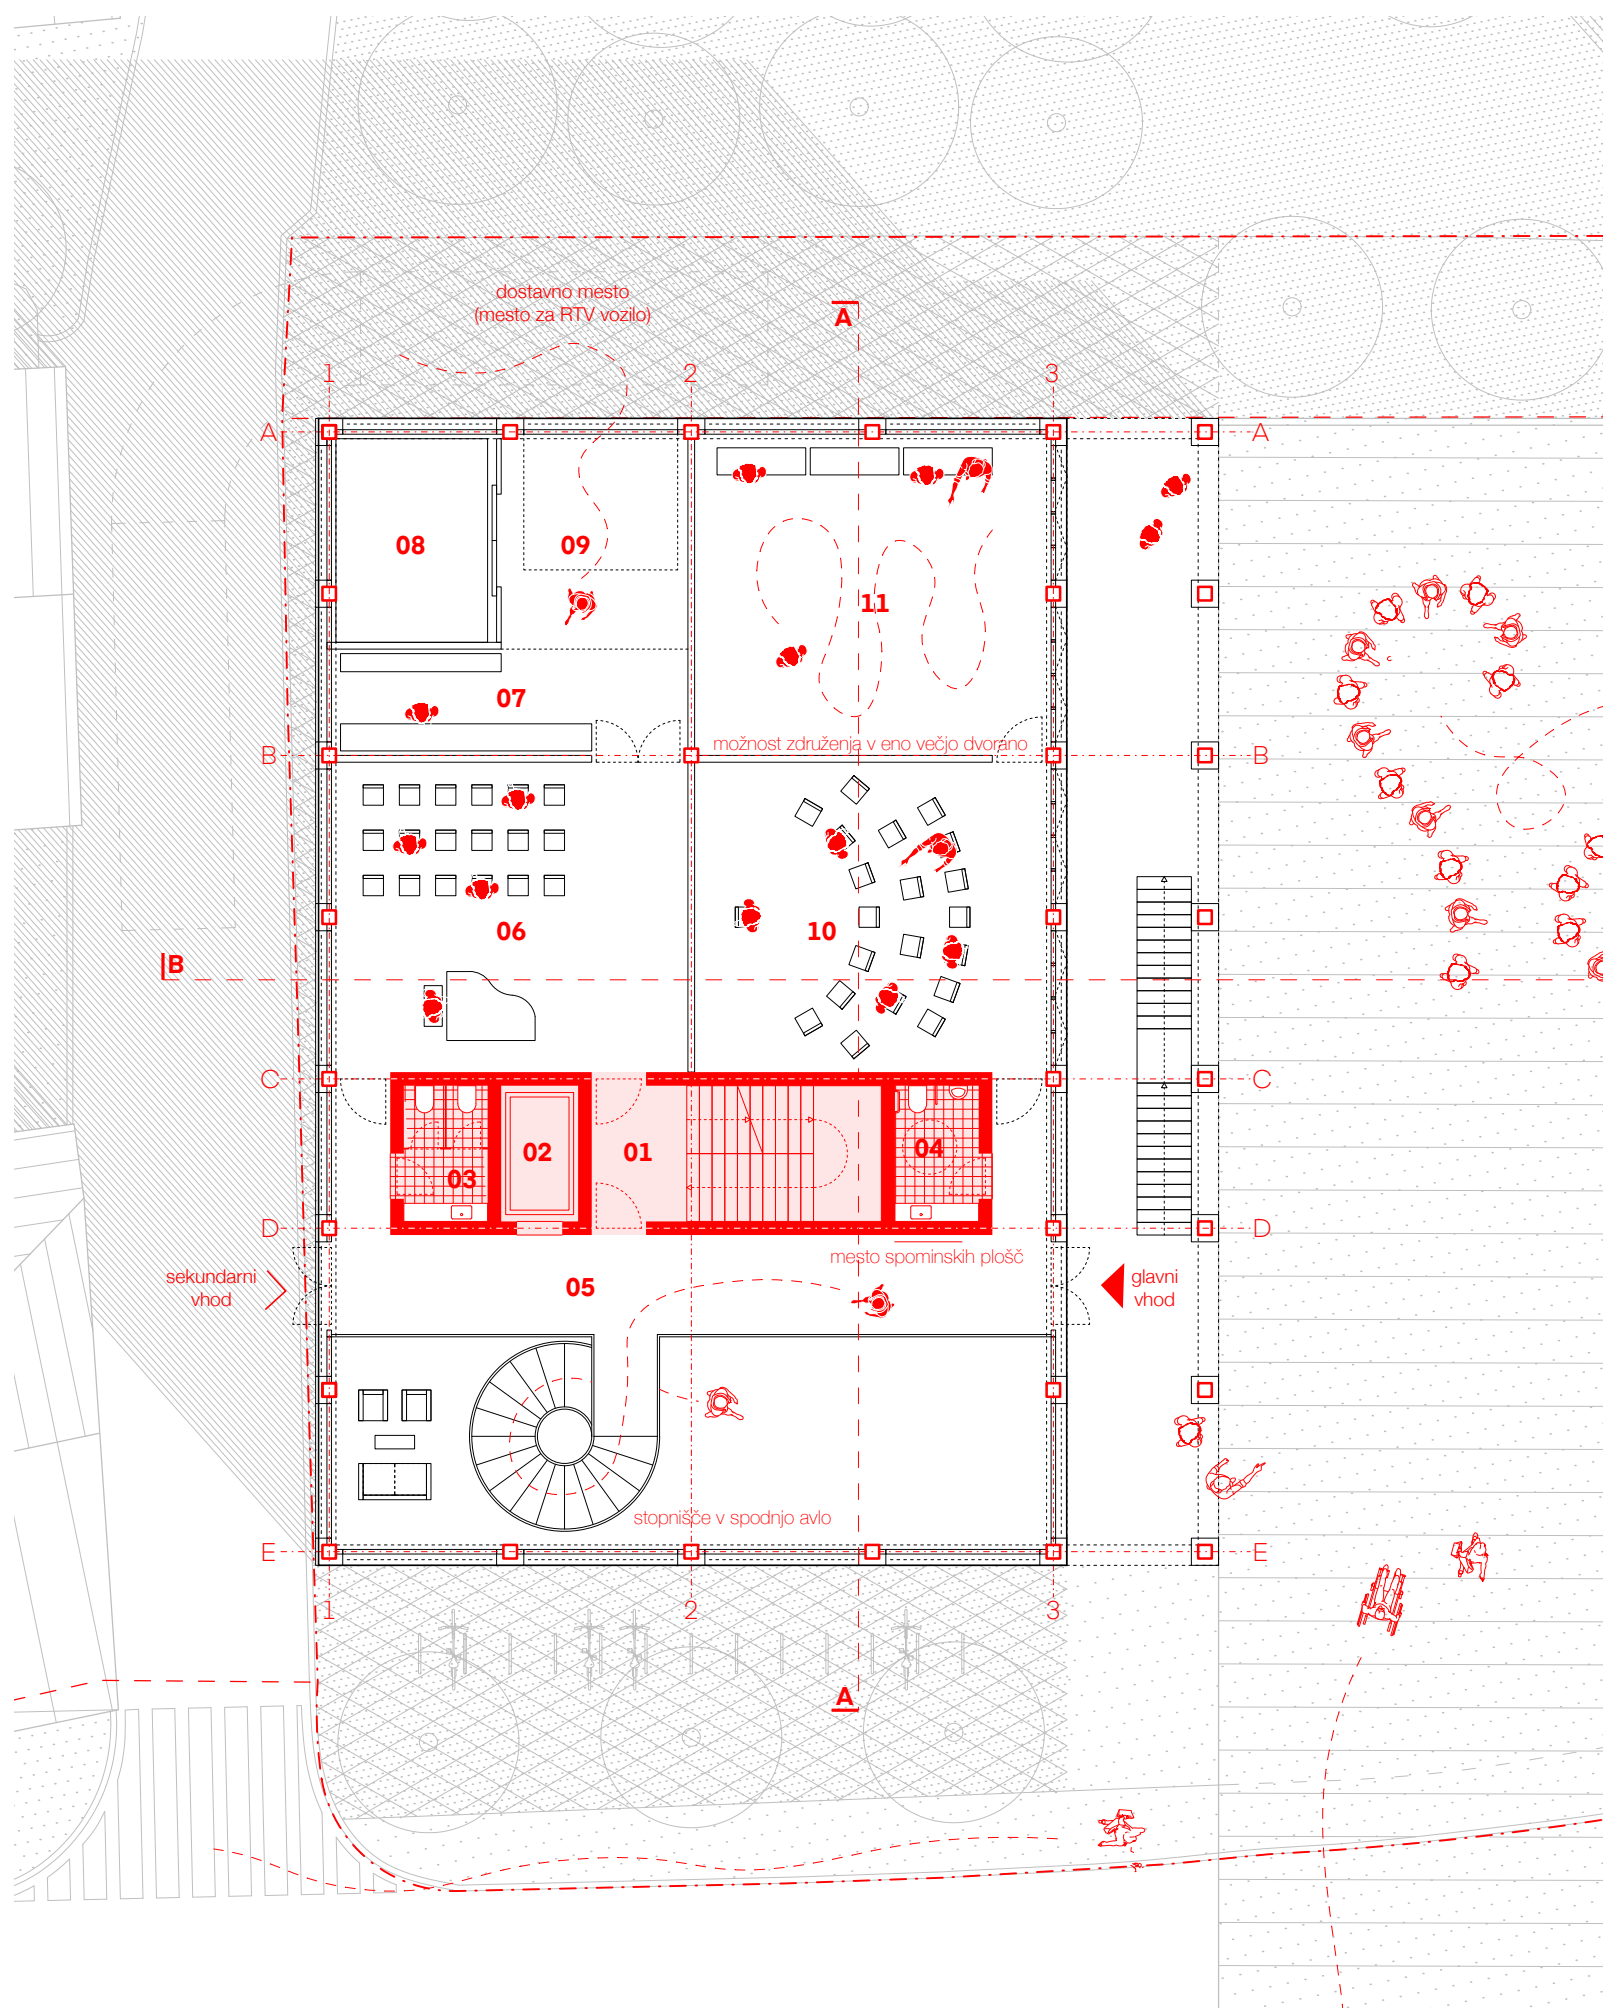 dostavno mesto
(mesto za RTV vozilo)
A
1
2
3
A
A
08
09
11
07
možnost združenja v eno večjo dvorano
B
B
06
10
B
C
C
01
02
03
04
D
D
mesto spominskih plošč
sekundarni
vhod
05
glavni
vhod
stopnišče v spodnjo avlo
E
E
1
2
3
A